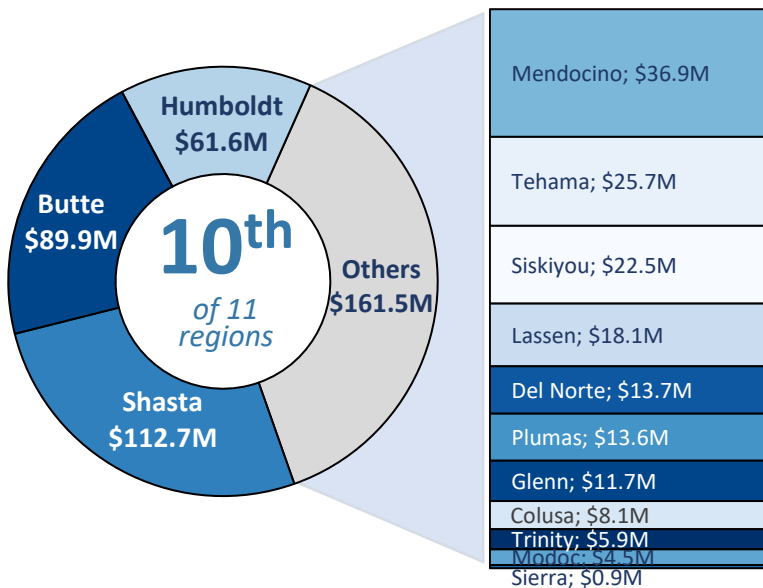 Humboldt
$61.6M
Butte
$89.9M
10th
of 11
regions
Others
$161.5M
Shasta
$112.7M
Mendocino; $36.9M
Tehama; $25.7M
Siskiyou; $22.5M
Lassen; $18.1M
Del Norte; $13.7M
Plumas; $13.6M
Glenn; $11.7M
Colusa; $8.1M
Trinity; $5.9M
Modoc; $4.5M
Sierra; $0.9M